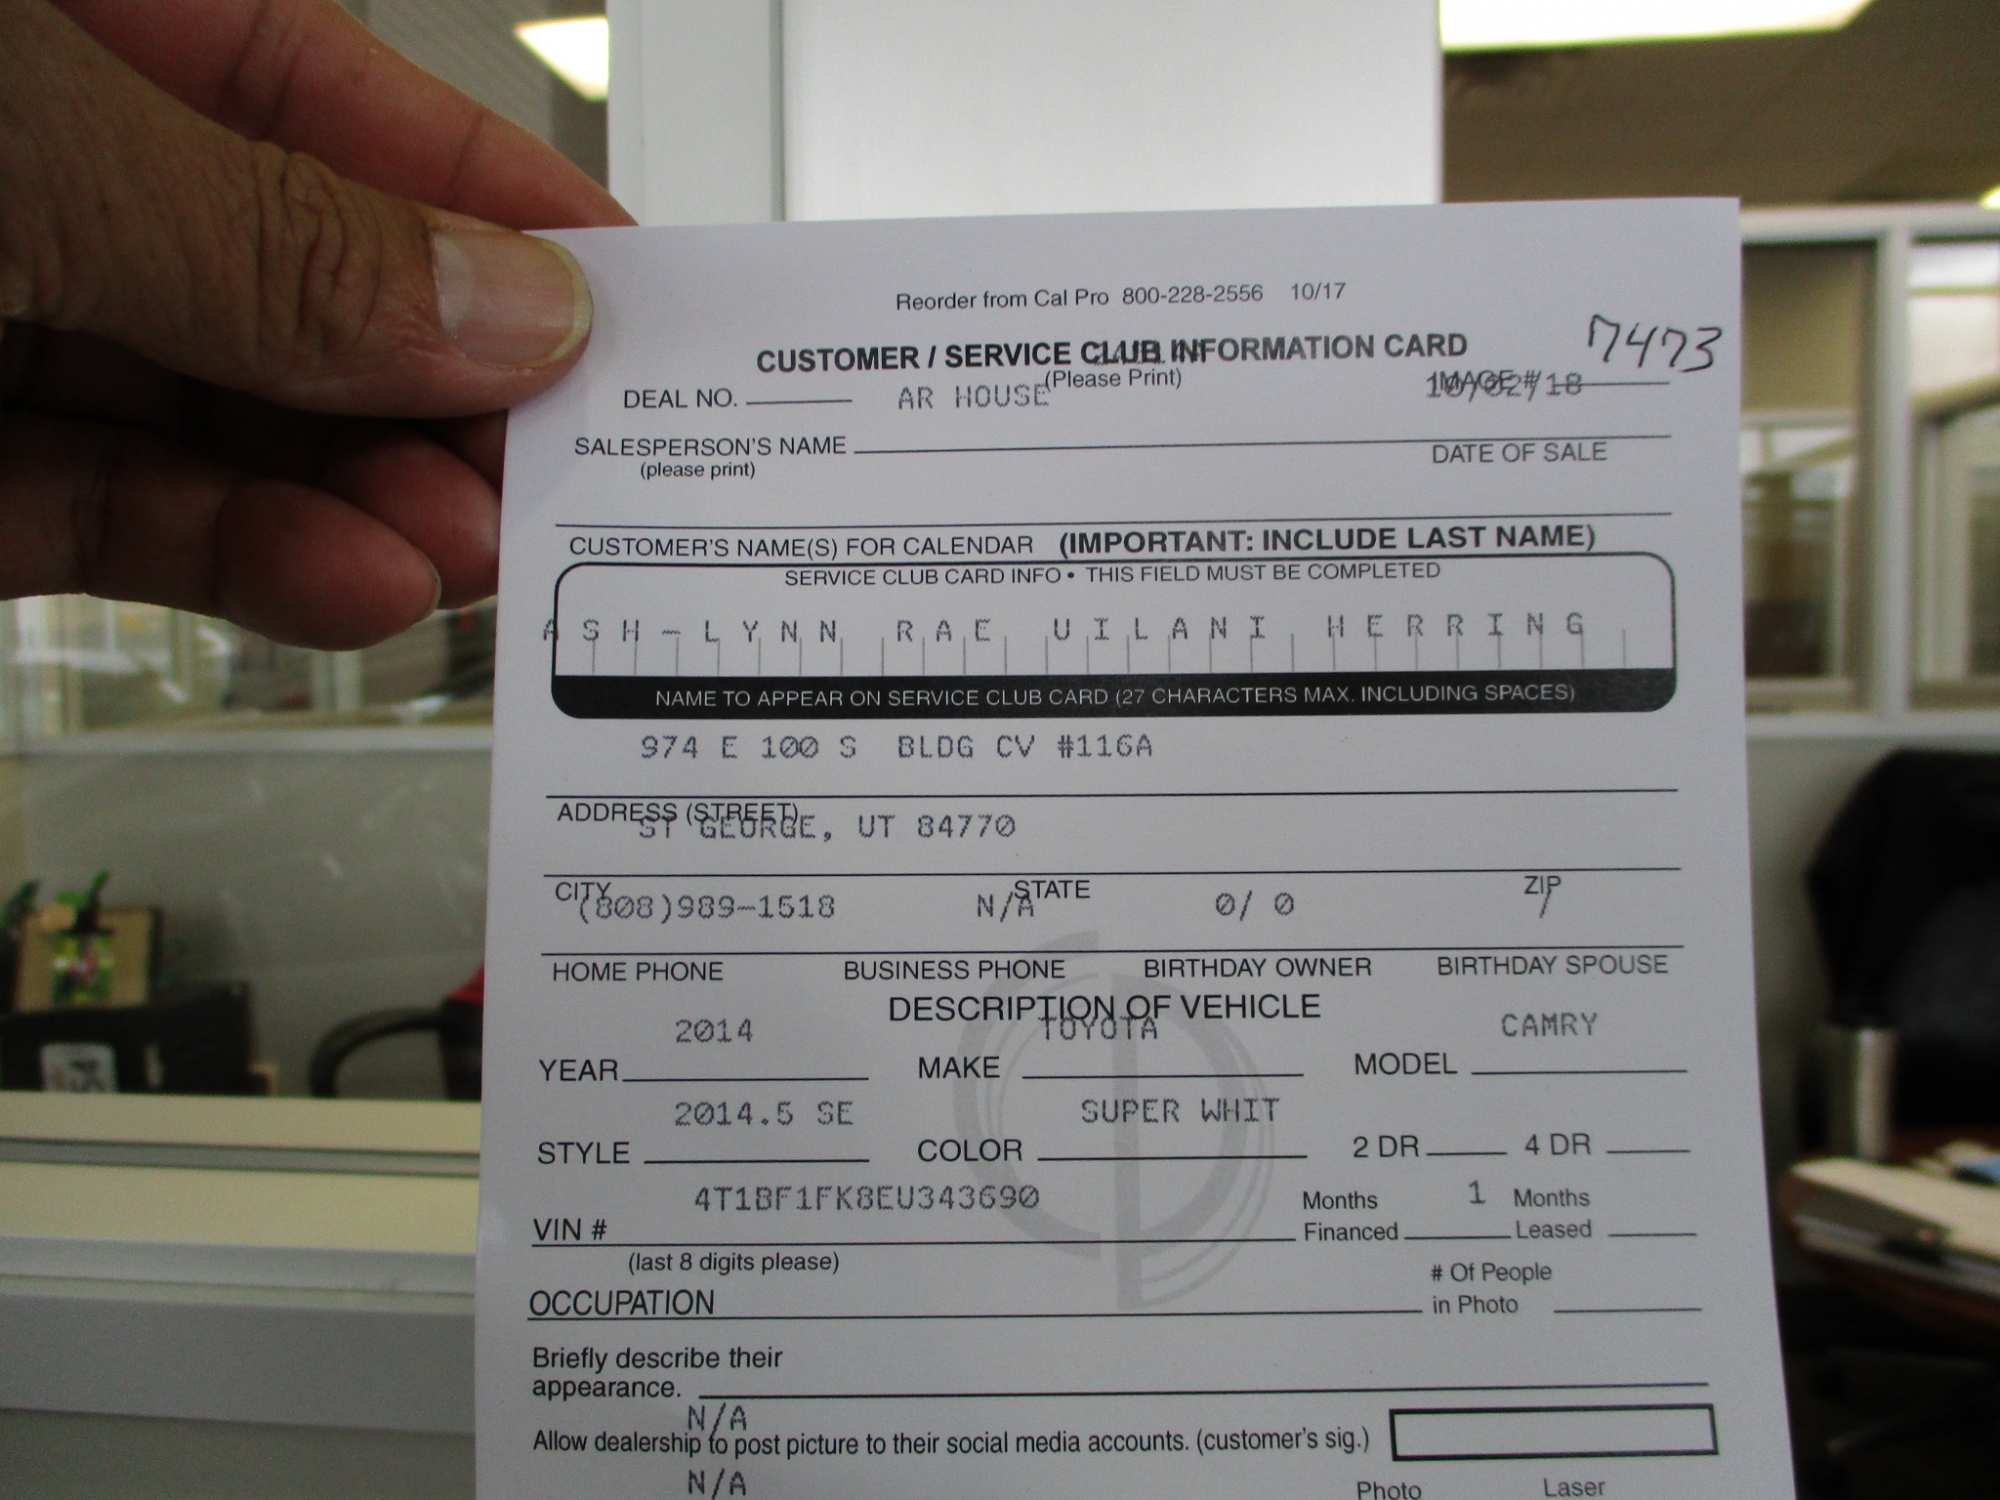 Reorder from Cal Pro 800-228-2556 10/17
CUSTOMER / SERVICE CLUB INFORMATION CARD 7473
(Please Print)
DEAL NO. AR HOUSE IMAGE # 10/02/18
SALESPERSON'S NAME DATE OF SALE
(please print)
CUSTOMER'S NAME(S) FOR CALENDAR (IMPORTANT: INCLUDE LAST NAME)
SERVICE CLUB CARD INFO • THIS FIELD MUST BE COMPLETED
ASH-LYNN RAE UILANI HERRING
NAME TO APPEAR ON SERVICE CLUB CARD (27 CHARACTERS MAX. INCLUDING SPACES)
974 E 100 S BLDG CV #116A
ADDRESS (STREET)
ST GEORGE, UT 84770
CITY STATE ZIP
(808)989-1518 N/A 0/ 0 /
HOME PHONE BUSINESS PHONE BIRTHDAY OWNER BIRTHDAY SPOUSE
DESCRIPTION OF VEHICLE
2014 TOYOTA CAMRY
YEAR MAKE MODEL
2014.5 SE SUPER WHIT
STYLE COLOR 2 DR 4 DR
4T1BF1FK8EU343690 Months 1 Months
VIN # Financed Leased
(last 8 digits please)
# Of People
OCCUPATION in Photo
Briefly describe their
appearance.
N/A
Allow dealership to post picture to their social media accounts. (customer's sig.)
N/A Photo Laser